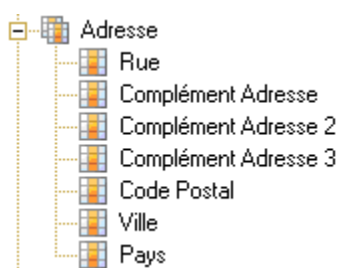 Adresse
Rue
Complément Adresse
Complément Adresse 2
Complément Adresse 3
Code Postal
Ville
Pays